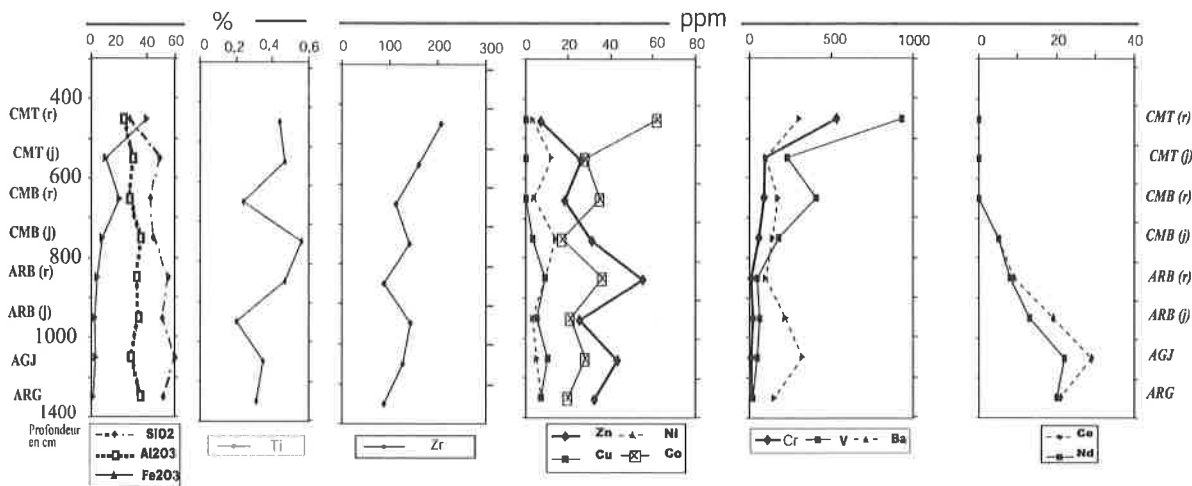 % ppm
0 20 40 60
0 0,2 0,4 0,6
0 100 200 300
0 20 40 60 80
0 500 1000
0 20 40
400
CMT (r) CMT (r)
CMT (j) CMT (j)
600
CMB (r) CMB (r)
CMB (j) CMB (j)
800
ARB (r) ARB (r)
ARB (j) ARB (j)
1000
AGJ AGJ
ARG ARG
1400
Profondeur
en cm
SiO2
Al2O3
Fe2O3
Ti
Zr
Zn Ni
Cu Co
Cr V Ba
Ce
Nd